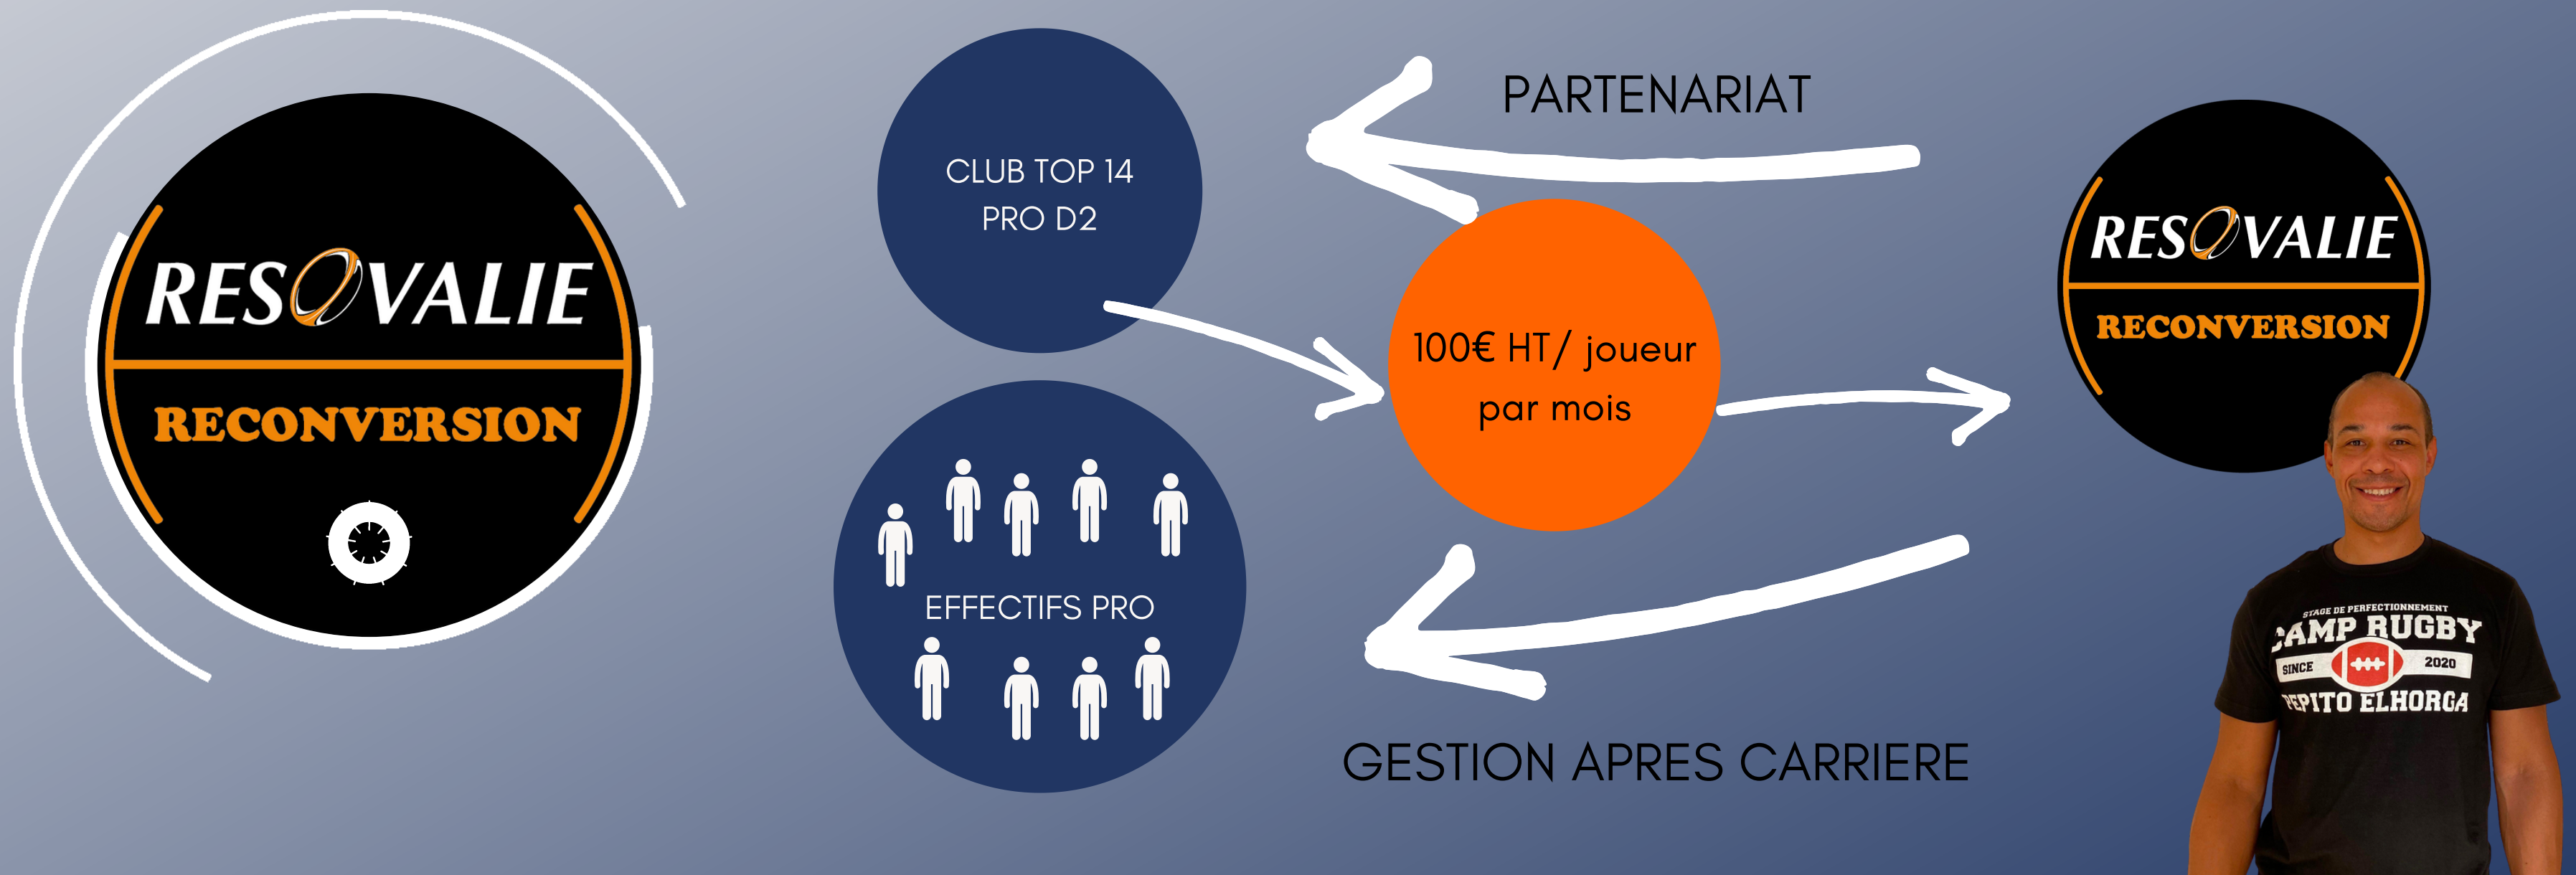 RESOVALIE
RECONVERSION
CLUB TOP 14
PRO D2
EFFECTIFS PRO
PARTENARIAT
100€ HT/ joueur
par mois
GESTION APRES CARRIERE
RESOVALIE
RECONVERSION
STAGE DE PERFECTIONNEMENT
CAMP RUGBY
SINCE 2020
PEPITO ELHORGA